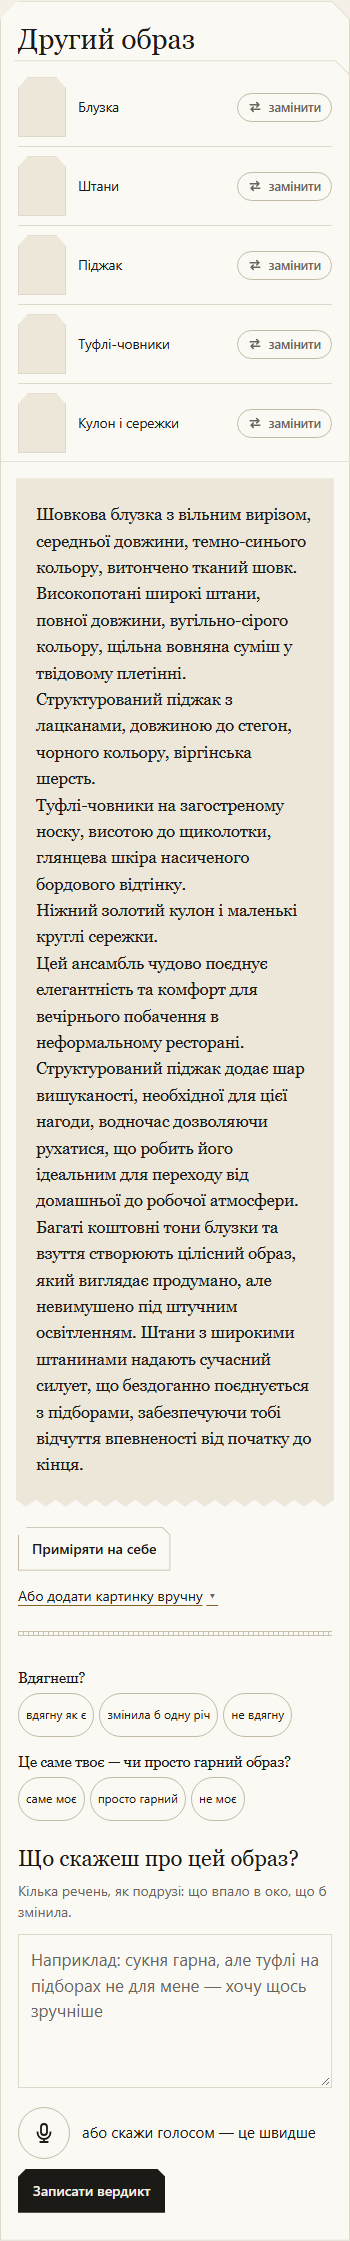 Другий образ
Блузка
замінити
Штани
замінити
Піджак
замінити
Туфлі-човники
замінити
Кулон і сережки
замінити
Шовкова блузка з вільним вирізом,
середньої довжини, темно-синього
кольору, витончено тканий шовк.
Високопотані широкі штани,
повної довжини, вугільно-сірого
кольору, щільна вовняна суміш у
твідовому плетінні.
Структурований піджак з
лацканами, довжиною до стегон,
чорного кольору, віргінська
шерсть.
Туфлі-човники на загостреному
носку, висотою до щиколотки,
глянцева шкіра насиченого
бордового відтінку.
Ніжний золотий кулон і маленькі
круглі сережки.
Цей ансамбль чудово поєднує
елегантність та комфорт для
вечірнього побачення в
неформальному ресторані.
Структурований піджак додає шар
вишуканості, необхідної для цієї
нагоди, водночас дозволяючи
рухатися, що робить його
ідеальним для переходу від
домашньої до робочої атмосфери.
Багаті коштовні тони блузки та
взуття створюють цілісний образ,
який виглядає продумано, але
невимушено під штучним
освітленням. Штани з широкими
штанинами надають сучасний
силует, що бездоганно поєднується
з підборами, забезпечуючи тобі
відчуття впевненості від початку до
кінця.
Приміряти на себе
Або додати картинку вручну
Вдягнеш?
вдягну як є
змінила б одну річ
не вдягну
Це саме твоє — чи просто гарний образ?
саме моє
просто гарний
не моє
Що скажеш про цей образ?
Кілька речень, як подрузі: що впало в око, що б
змінила.
Наприклад: сукня гарна, але туфлі на
підборах не для мене — хочу щось
зручніше
або скажи голосом — це швидше
Записати вердикт